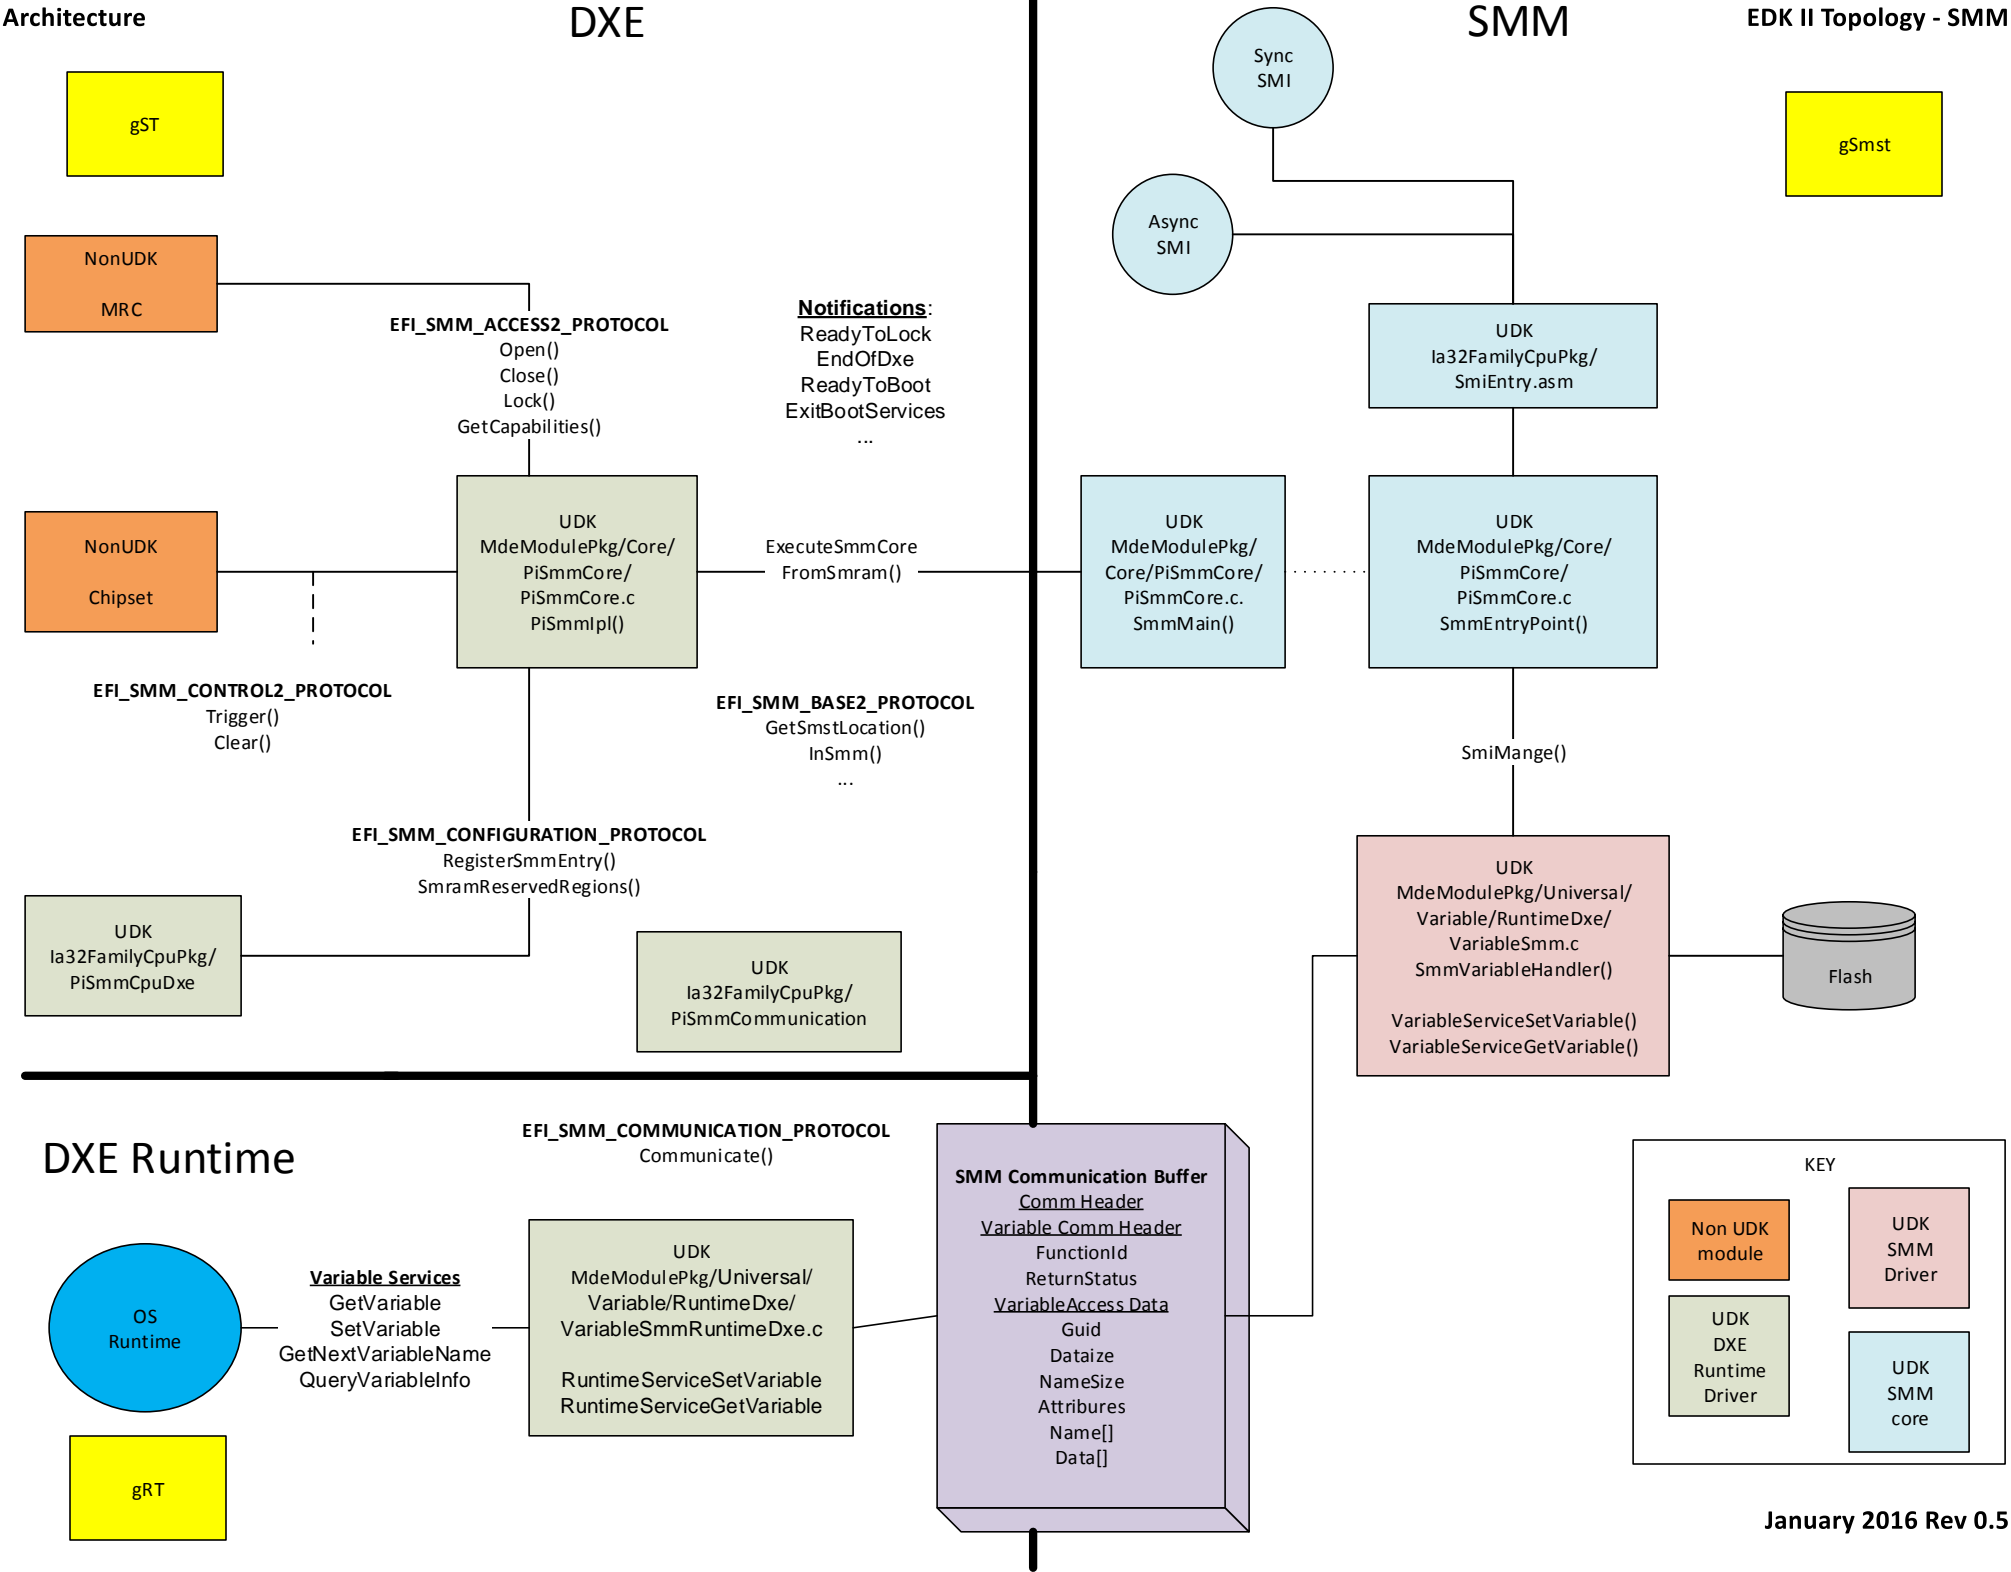 Architecture
DXE
SMM
EDK II Topology - SMM
gST
Sync
SMI
gSmst
Async
SMI
NonUDK
MRC
EFI_SMM_ACCESS2_PROTOCOL
Open()
Close()
Lock()
GetCapabilities()
Notifications:
ReadyToLock
EndOfDxe
ReadyToBoot
ExitBootServices
...
UDK
Ia32FamilyCpuPkg/
SmiEntry.asm
NonUDK
Chipset
UDK
MdeModulePkg/Core/
PiSmmCore/
PiSmmCore.c
PiSmmIpl()
ExecuteSmmCore
FromSmram()
UDK
MdeModulePkg/
Core/PiSmmCore/
PiSmmCore.c.
SmmMain()
UDK
MdeModulePkg/Core/
PiSmmCore/
PiSmmCore.c
SmmEntryPoint()
EFI_SMM_CONTROL2_PROTOCOL
Trigger()
Clear()
EFI_SMM_BASE2_PROTOCOL
GetSmstLocation()
InSmm()
...
SmiMange()
EFI_SMM_CONFIGURATION_PROTOCOL
RegisterSmmEntry()
SmramReservedRegions()
UDK
Ia32FamilyCpuPkg/
PiSmmCpuDxe
UDK
Ia32FamilyCpuPkg/
PiSmmCommunication
UDK
MdeModulePkg/Universal/
Variable/RuntimeDxe/
VariableSmm.c
SmmVariableHandler()
VariableServiceSetVariable()
VariableServiceGetVariable()
Flash
DXE Runtime
EFI_SMM_COMMUNICATION_PROTOCOL
Communicate()
OS
Runtime
Variable Services
GetVariable
SetVariable
GetNextVariableName
QueryVariableInfo
UDK
MdeModulePkg/Universal/
Variable/RuntimeDxe/
VariableSmmRuntimeDxe.c
RuntimeServiceSetVariable
RuntimeServiceGetVariable
SMM Communication Buffer
Comm Header
Variable Comm Header
FunctionId
ReturnStatus
VariableAccess Data
Guid
Dataize
NameSize
Attribures
Name[]
Data[]
gRT
KEY
Non UDK
module
UDK
SMM
Driver
UDK
DXE
Runtime
Driver
UDK
SMM
core
January 2016 Rev 0.5